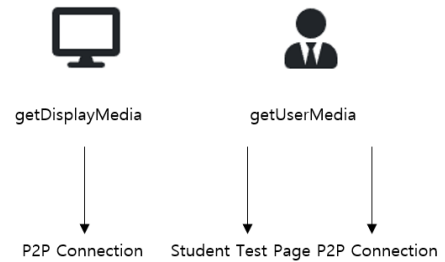 getDisplayMedia getUserMedia
P2P Connection Student Test Page P2P Connection